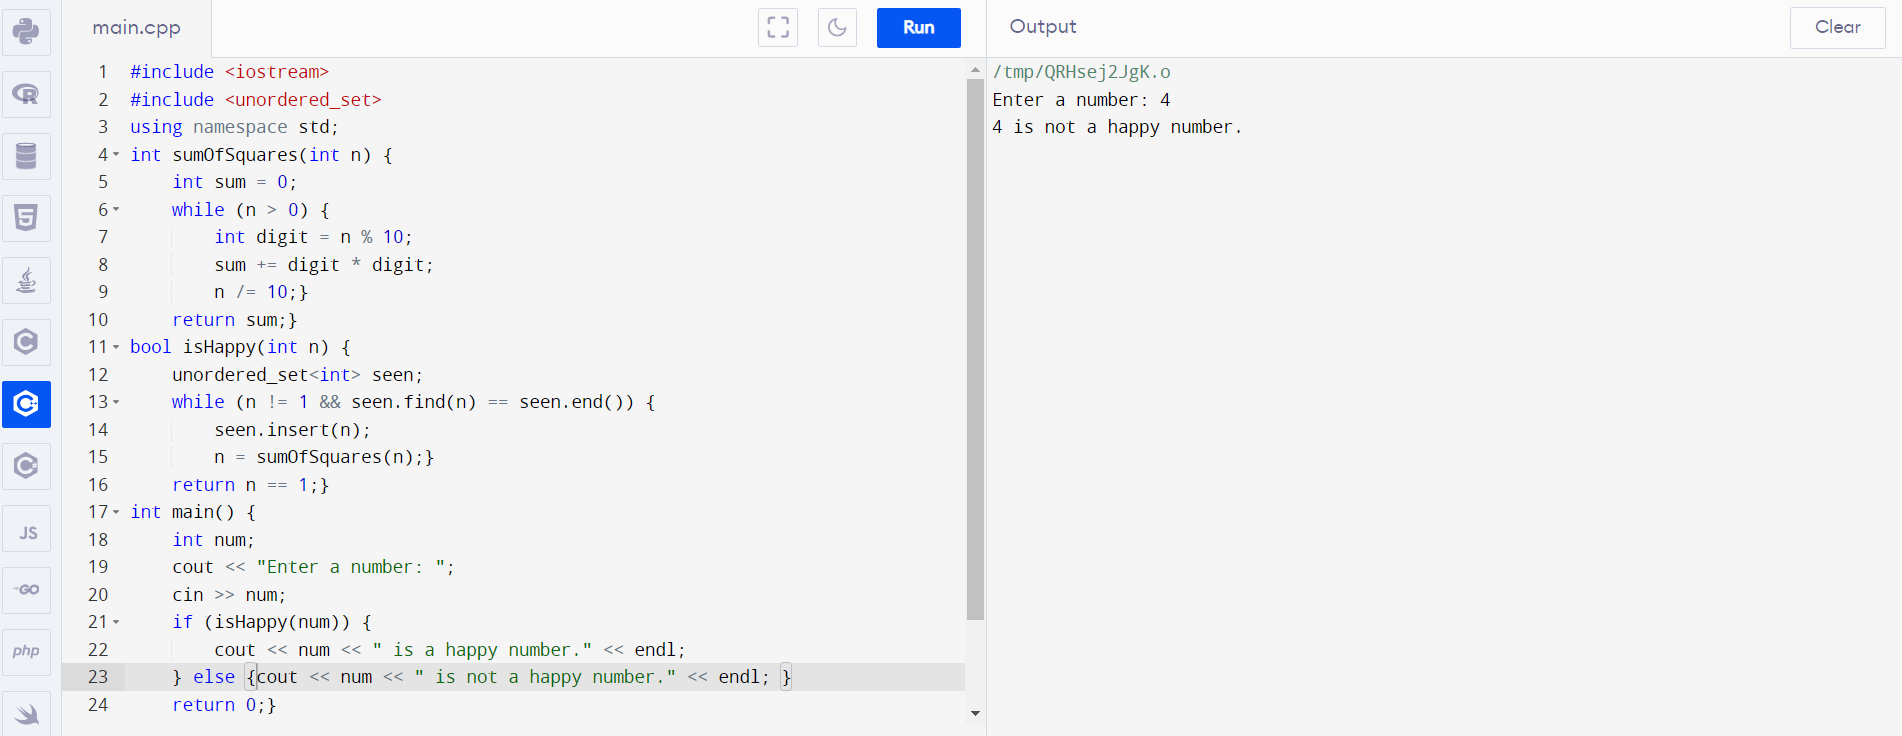 main.cpp
Run
Output
Clear
1 #include <iostream>
2 #include <unordered_set>
3 using namespace std;
4 int sumOfSquares(int n) {
5     int sum = 0;
6     while (n > 0) {
7         int digit = n % 10;
8         sum += digit * digit;
9         n /= 10;}
10     return sum;}
11 bool isHappy(int n) {
12     unordered_set<int> seen;
13     while (n != 1 && seen.find(n) == seen.end()) {
14         seen.insert(n);
15         n = sumOfSquares(n);}
16     return n == 1;}
17 int main() {
18     int num;
19     cout << "Enter a number: ";
20     cin >> num;
21     if (isHappy(num)) {
22         cout << num << " is a happy number." << endl;
23     } else {cout << num << " is not a happy number." << endl; }
24     return 0;}
/tmp/QRHsej2JgK.o
Enter a number: 4
4 is not a happy number.
R
5
C
C++
C#
JS
GO
php